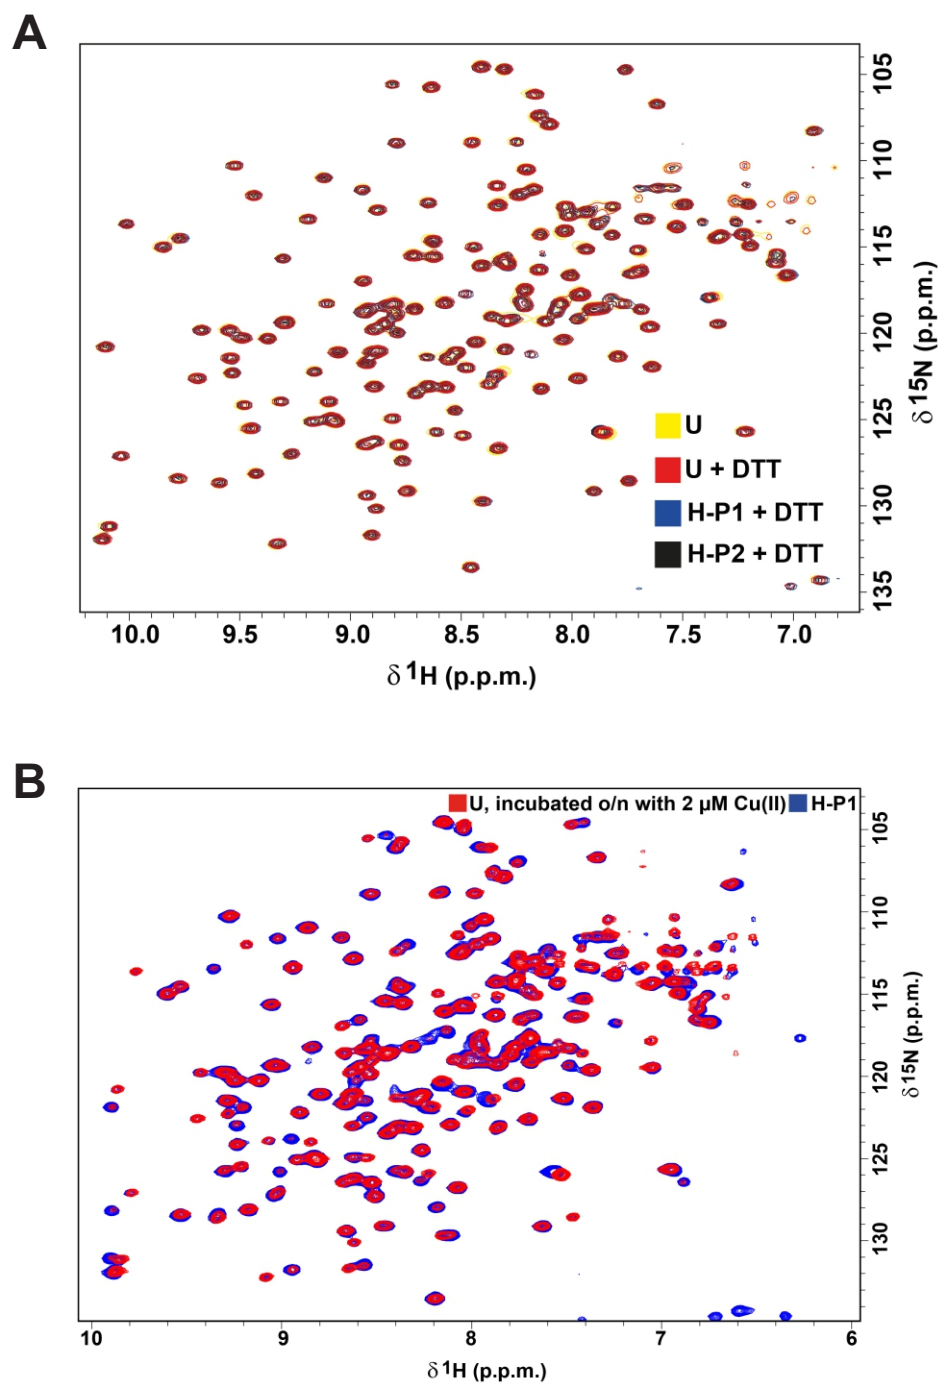 A
105
110
115
120
125
130
135
δ 15N (p.p.m.)
U
U + DTT
H-P1 + DTT
H-P2 + DTT
10.0 9.5 9.0 8.5 8.0 7.5 7.0
δ 1H (p.p.m.)
B
U, incubated o/n with 2 µM Cu(II) H-P1
105
110
115
120
125
130
δ 15N (p.p.m.)
10 9 8 7 6
δ 1H (p.p.m.)